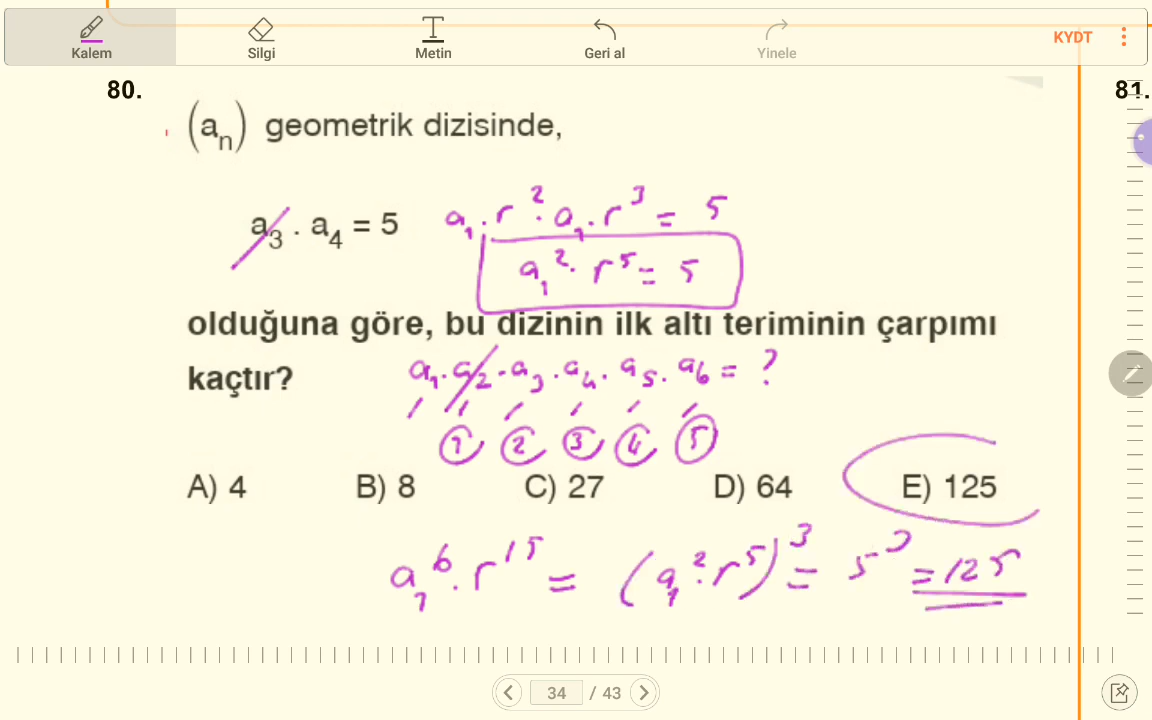 Kalem Silgi Metin Geri al Yinele KYDT
80. 81.
(aₙ) geometrik dizisinde,
a₃ . a₄ = 5 a₁ . r² . a₁ . r³ = 5
a₁² . r⁵ = 5
olduğuna göre, bu dizinin ilk altı teriminin çarpımı
kaçtır? a₁ . a₂ . a₃ . a₄ . a₅ . a₆ = ?
1 2 3 4 5
A) 4 B) 8 C) 27 D) 64 E) 125
a₁⁶ . r¹⁵ = (a₁² . r⁵)³ = 5³ = 125
34 / 43